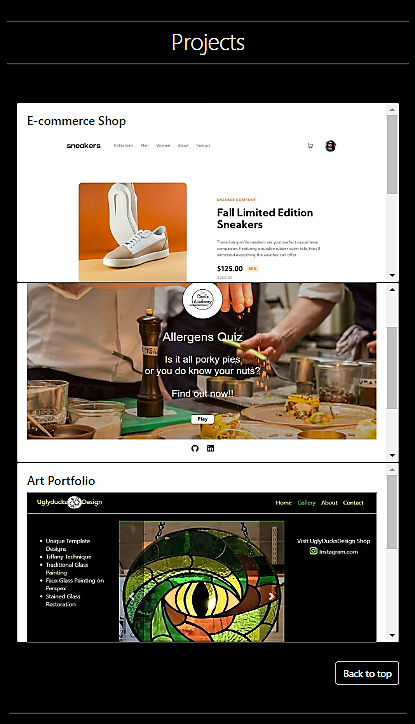 Projects
E-commerce Shop
sneakers Collections Men Women About Contact
SNEAKER COMPANY
Fall Limited Edition
Sneakers
These low-profile sneakers are your perfect casual wear
companion. Featuring a durable rubber outer sole, they'll
withstand everything the weather can offer.
$125.00 50%
$250.00
Allergens Quiz
Is it all porky pies,
or you do know your nuts?
Find out now!!
Play
Art Portfolio
UglyducksDesign Home Gallery About Contact
Unique Template
Designs
Tiffany Technique
Traditional Glass
Painting
Faux Glass Painting on
Perspex
Stained Glass
Restoration
Visit UglyDucksDesign Shop
Instagram.com
Back to top